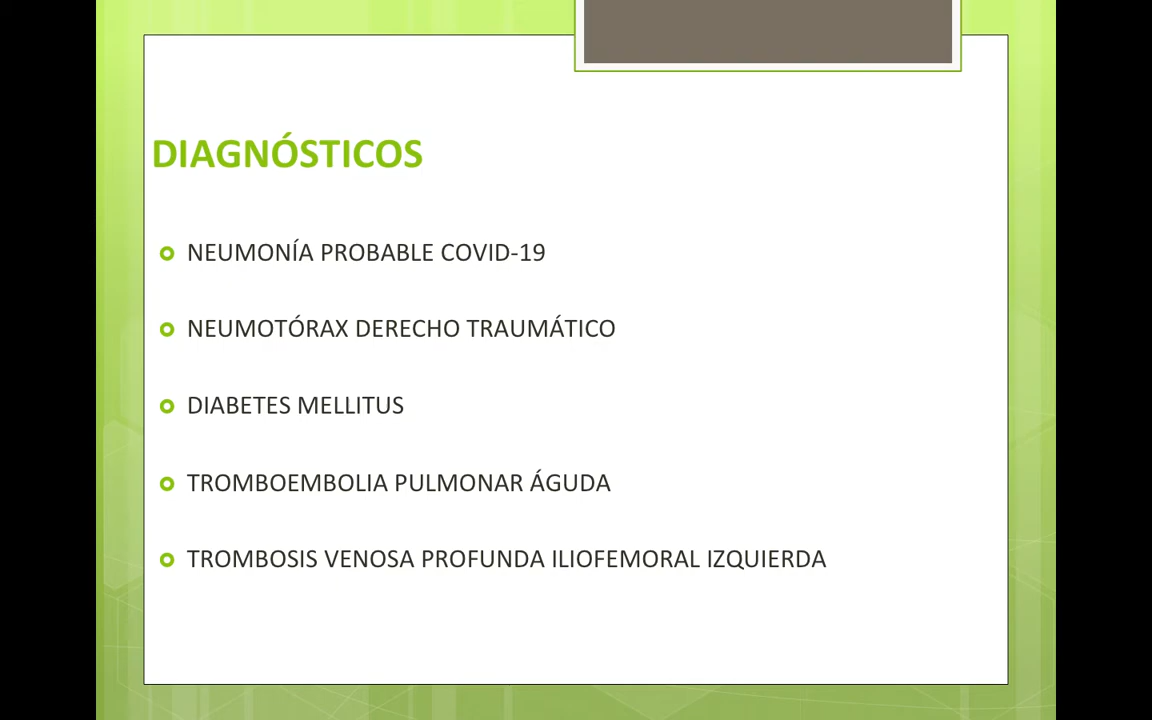 DIAGNÓSTICOS
NEUMONÍA PROBABLE COVID-19
NEUMOTÓRAX DERECHO TRAUMÁTICO
DIABETES MELLITUS
TROMBOEMBOLIA PULMONAR ÁGUDA
TROMBOSIS VENOSA PROFUNDA ILIOFEMORAL IZQUIERDA